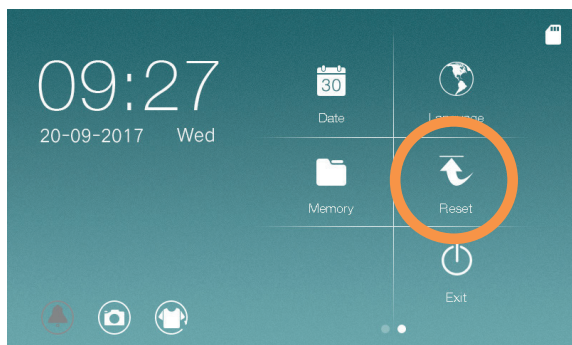 09:27
20-09-2017 Wed
30
Date
Language
Memory
Reset
Exit